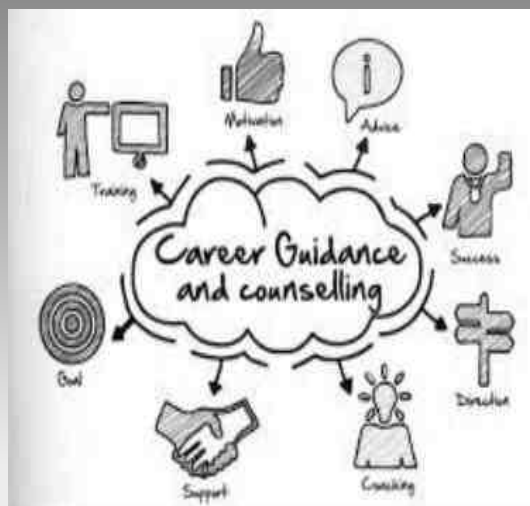 Motivation
Advice
Training
Success
Career Guidance
and counselling
Goal
Direction
Support
Coaching